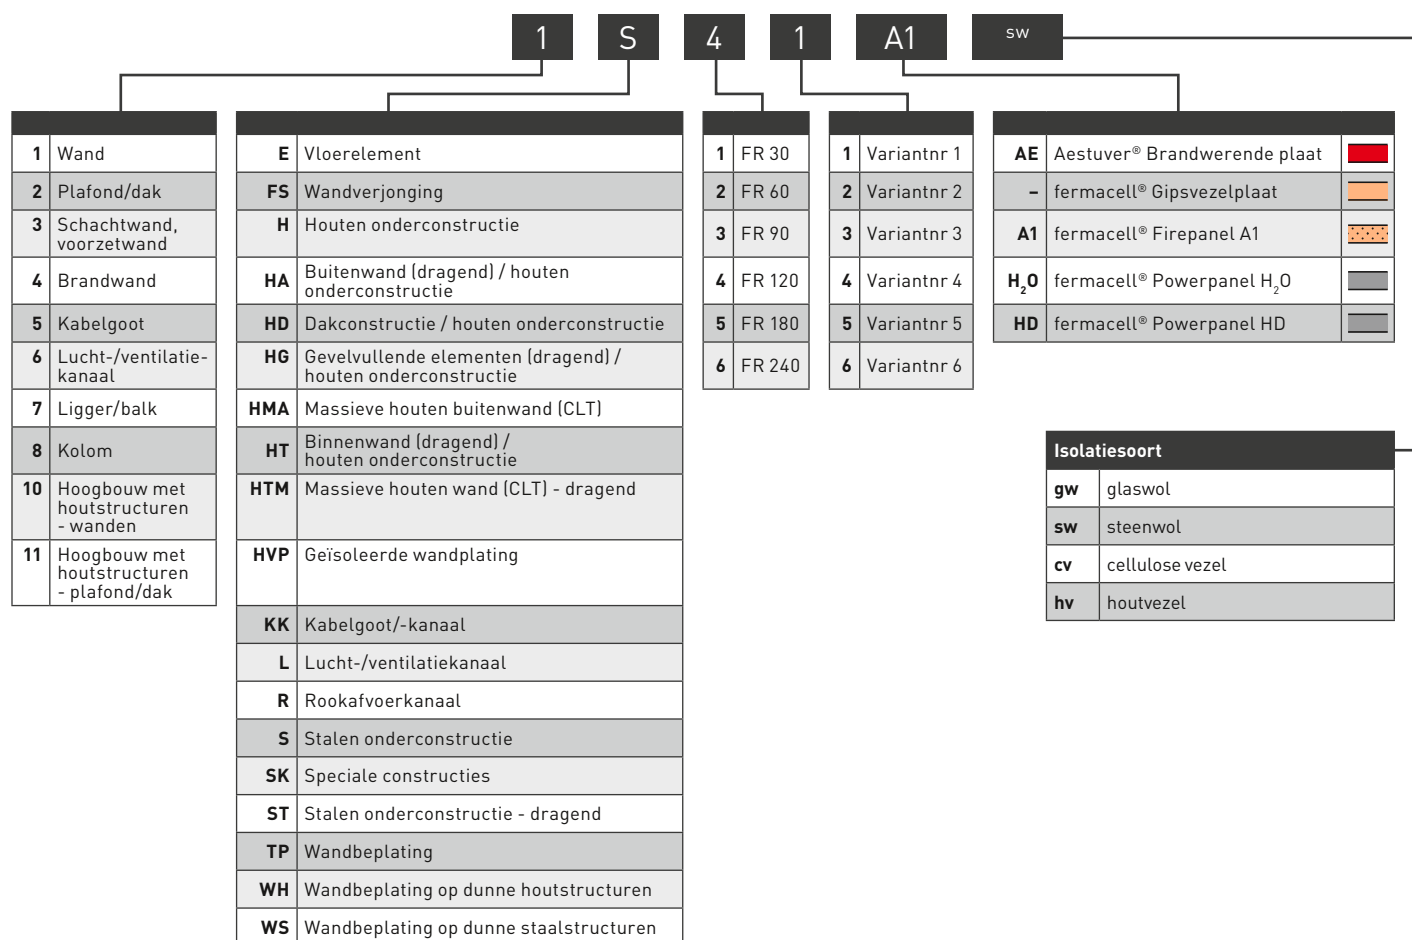 1 S 4 1 A1 sw
1 Wand
2 Plafond/dak
3 Schachtwand,
voorzetwand
4 Brandwand
5 Kabelgoot
6 Lucht-/ventilatie-
kanaal
7 Ligger/balk
8 Kolom
10 Hoogbouw met
houtstructuren
- wanden
11 Hoogbouw met
houtstructuren
- plafond/dak
E Vloerelement
FS Wandverjonging
H Houten onderconstructie
HA Buitenwand (dragend) / houten
onderconstructie
HD Dakconstructie / houten onderconstructie
HG Gevelvullende elementen (dragend) /
houten onderconstructie
HMA Massieve houten buitenwand (CLT)
HT Binnenwand (dragend) /
houten onderconstructie
HTM Massieve houten wand (CLT) - dragend
HVP Geïsoleerde wandplating
KK Kabelgoot/-kanaal
L Lucht-/ventilatiekanaal
R Rookafvoerkanaal
S Stalen onderconstructie
SK Speciale constructies
ST Stalen onderconstructie - dragend
TP Wandbeplating
WH Wandbeplating op dunne houtstructuren
WS Wandbeplating op dunne staalstructuren
1 FR 30
2 FR 60
3 FR 90
4 FR 120
5 FR 180
6 FR 240
1 Variantnr 1
2 Variantnr 2
3 Variantnr 3
4 Variantnr 4
5 Variantnr 5
6 Variantnr 6
AE Aestuver® Brandwerende plaat
– fermacell® Gipsvezelplaat
A1 fermacell® Firepanel A1
H₂O fermacell® Powerpanel H₂O
HD fermacell® Powerpanel HD
Isolatiesoort
gw glaswol
sw steenwol
cv cellulose vezel
hv houtvezel